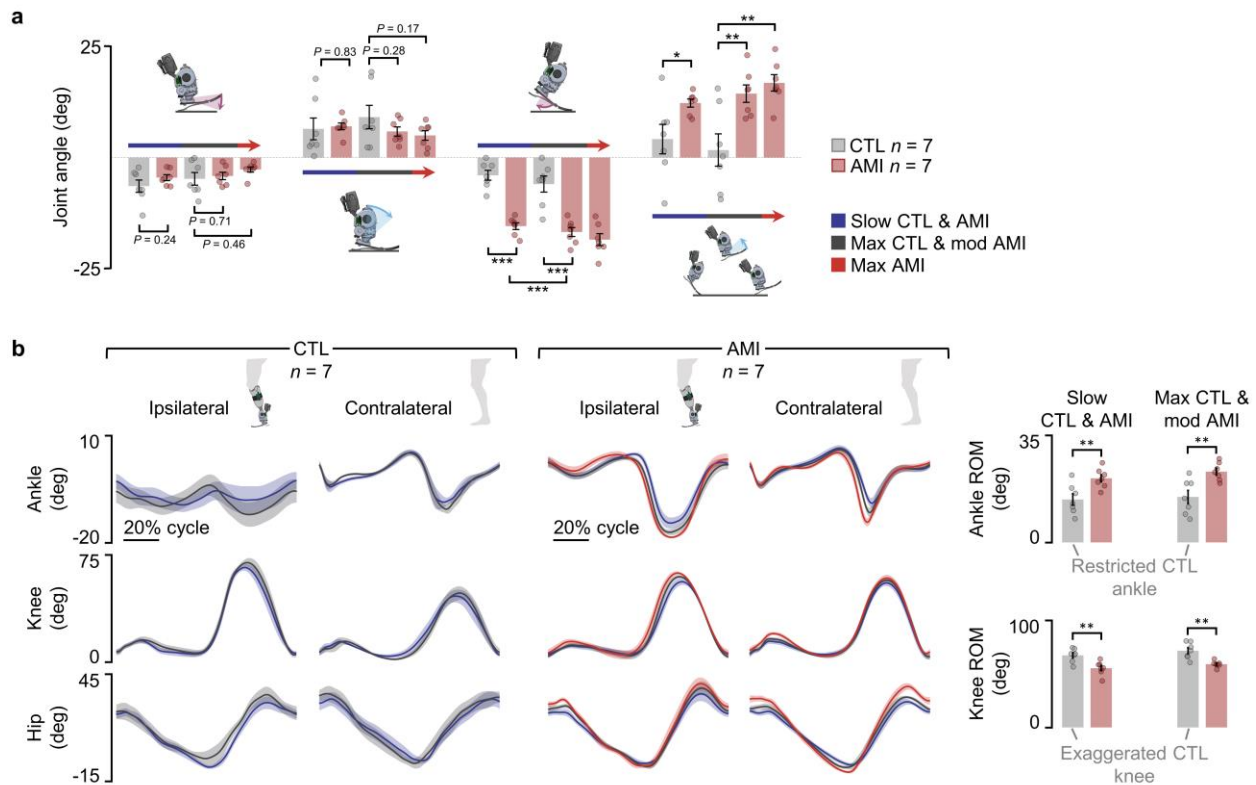 a
25
Joint angle (deg)
-25
P = 0.24
P = 0.71
P = 0.46
P = 0.83
P = 0.17
P = 0.28
***
***
***
*
**
**
CTL n = 7
AMI n = 7
Slow CTL & AMI
Max CTL & mod AMI
Max AMI
b
CTL
n = 7
AMI
n = 7
Ipsilateral
Contralateral
Ipsilateral
Contralateral
Ankle
(deg)
10
-20
20% cycle
20% cycle
Knee
(deg)
75
0
Hip
(deg)
45
-15
Slow
CTL & AMI
Max CTL &
mod AMI
Ankle ROM
(deg)
35
0
**
**
Restricted CTL
ankle
Knee ROM
(deg)
100
0
**
**
Exaggerated CTL
knee